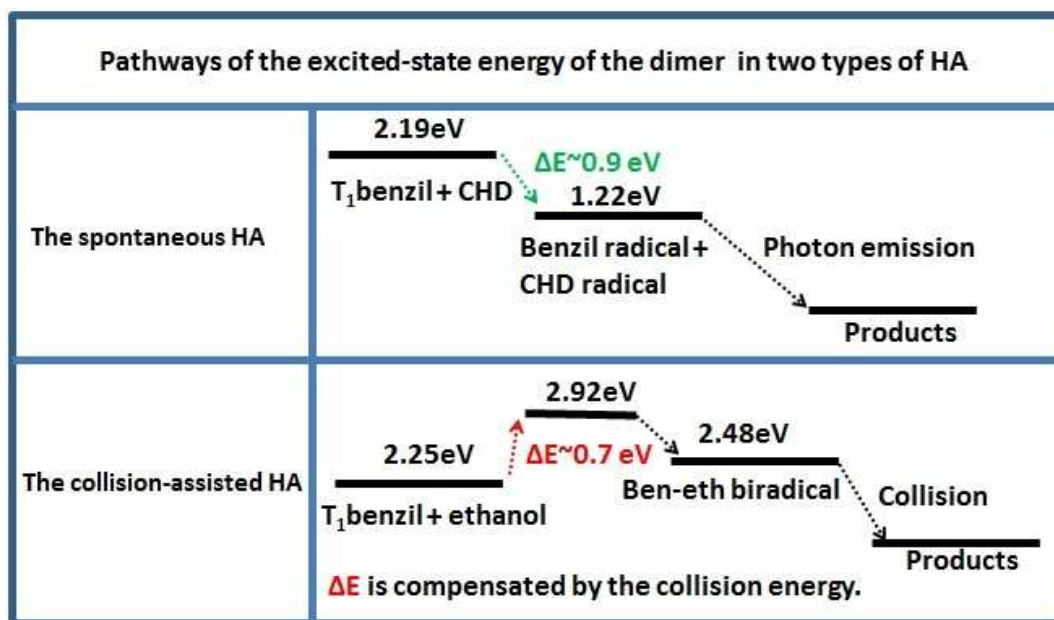 Pathways of the excited-state energy of the dimer in two types of HA
The spontaneous HA
2.19eV
T₁benzil + CHD
ΔE~0.9 eV
1.22eV
Benzil radical +
CHD radical
Photon emission
Products
The collision-assisted HA
2.25eV
T₁benzil + ethanol
2.92eV
ΔE~0.7 eV
2.48eV
Ben-eth biradical
Collision
Products
ΔE is compensated by the collision energy.